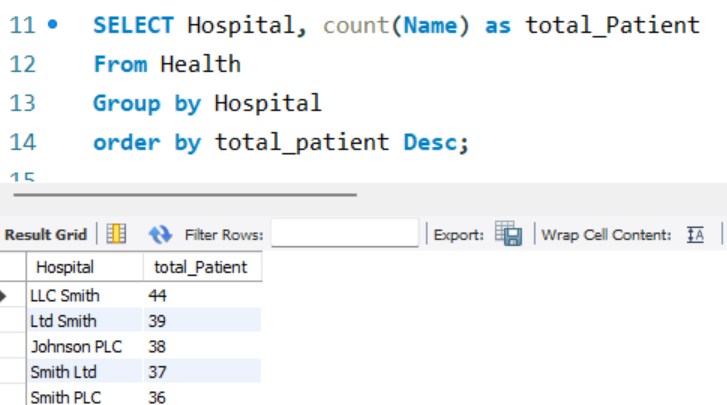 11 SELECT Hospital, count(Name) as total_Patient
12 From Health
13 Group by Hospital
14 order by total_patient Desc;
15
Result Grid Filter Rows: Export: Wrap Cell Content: IA
Hospital total_Patient
LLC Smith 44
Ltd Smith 39
Johnson PLC 38
Smith Ltd 37
Smith PLC 36